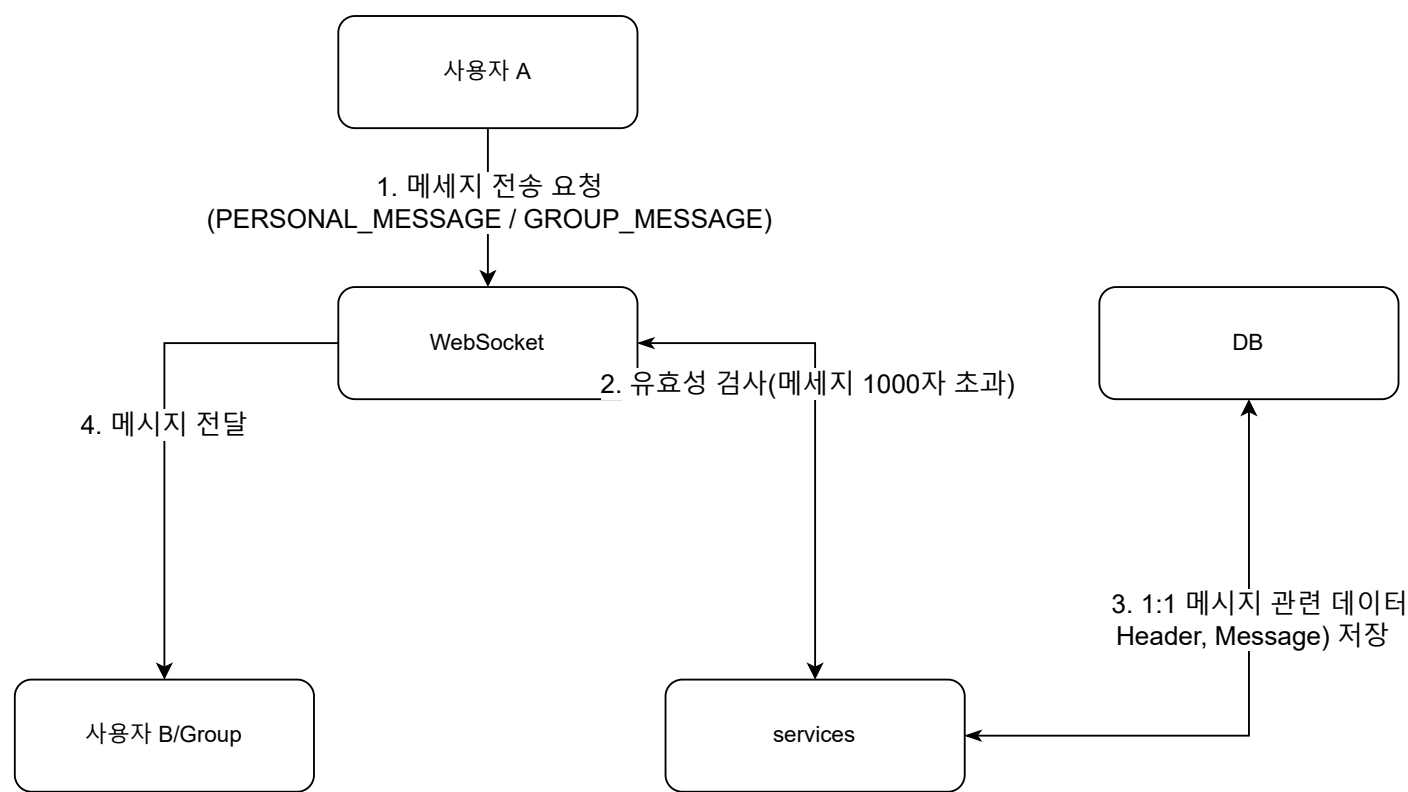 사용자 A
1. 메세지 전송 요청
(PERSONAL_MESSAGE / GROUP_MESSAGE)
WebSocket
DB
2. 유효성 검사(메세지 1000자 초과)
4. 메시지 전달
3. 1:1 메시지 관련 데이터
Header, Message) 저장
사용자 B/Group
services